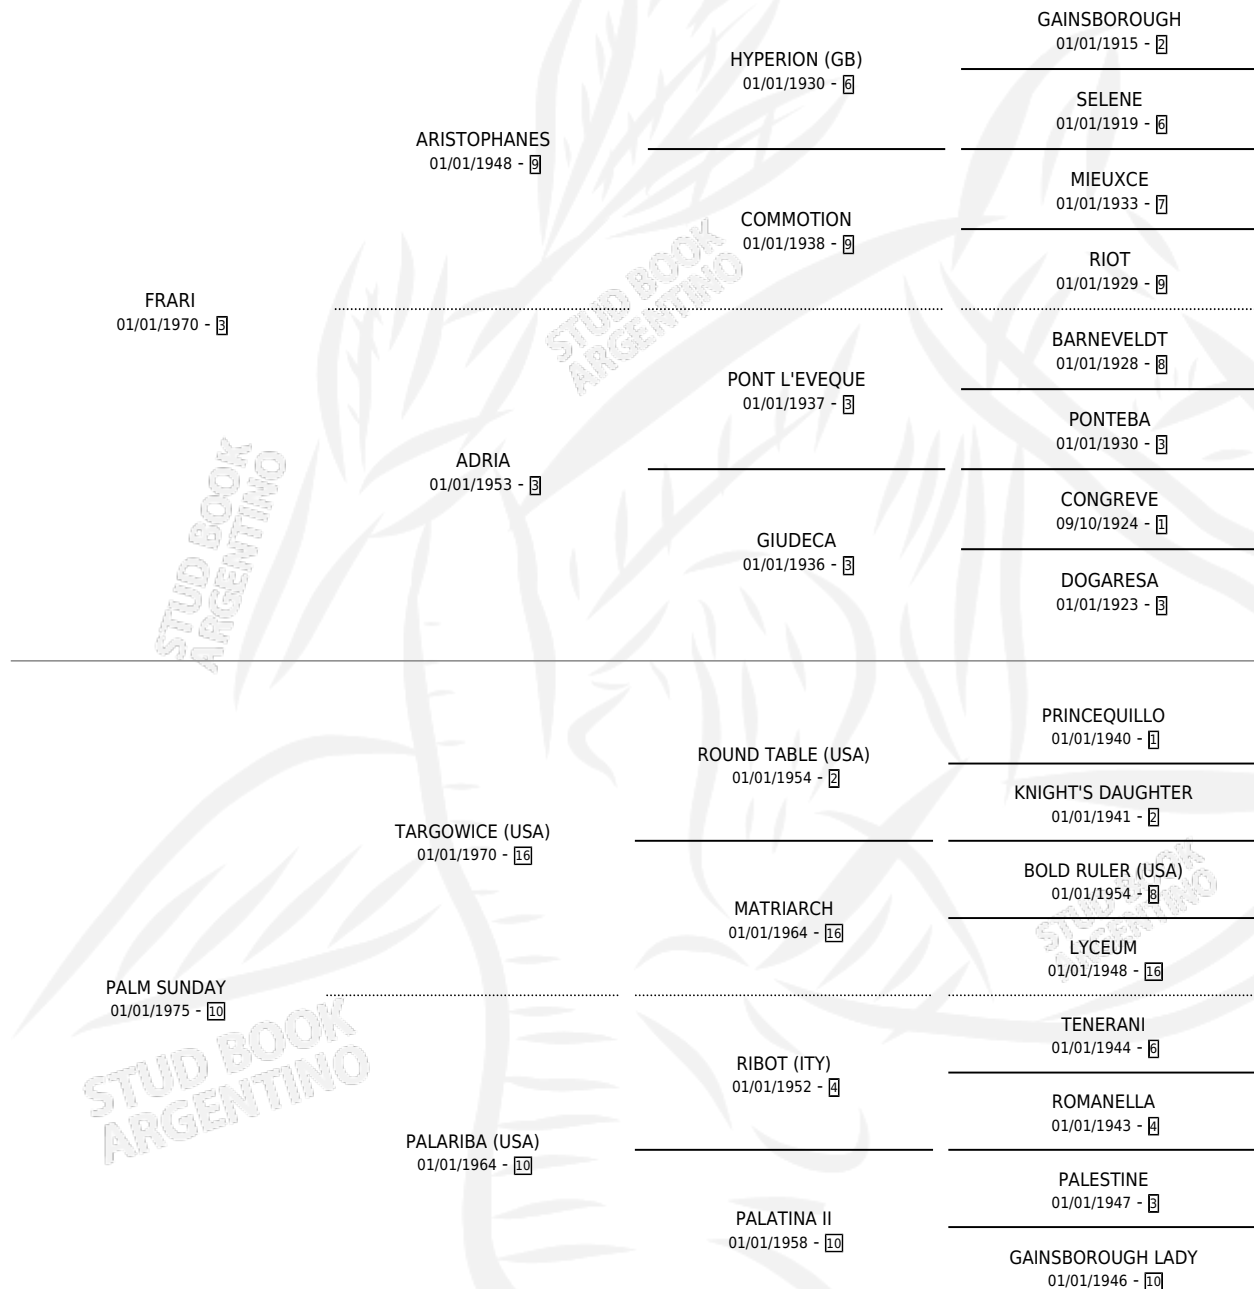 GAINSBOROUGH
01/01/1915 - 2
HYPERION (GB)
01/01/1930 - 6
SELENE
01/01/1919 - 6
ARISTOPHANES
01/01/1948 - 9
MIEUXCE
01/01/1933 - 7
COMMOTION
01/01/1938 - 9
RIOT
01/01/1929 - 9
FRARI
01/01/1970 - 3
BARNEVELDT
01/01/1928 - 8
PONT L'EVEQUE
01/01/1937 - 3
PONTEBA
01/01/1930 - 3
ADRIA
01/01/1953 - 3
CONGREVE
09/10/1924 - 1
GIUDECA
01/01/1936 - 3
DOGARESA
01/01/1923 - 3
PRINCEQUILLO
01/01/1940 - 1
ROUND TABLE (USA)
01/01/1954 - 2
KNIGHT'S DAUGHTER
01/01/1941 - 2
TARGOWICE (USA)
01/01/1970 - 16
BOLD RULER (USA)
01/01/1954 - 8
MATRIARCH
01/01/1964 - 16
LYCEUM
01/01/1948 - 16
PALM SUNDAY
01/01/1975 - 10
TENERANI
01/01/1944 - 6
RIBOT (ITY)
01/01/1952 - 4
ROMANELLA
01/01/1943 - 4
PALARIBA (USA)
01/01/1964 - 10
PALESTINE
01/01/1947 - 3
PALATINA II
01/01/1958 - 10
GAINSBOROUGH LADY
01/01/1946 - 10
STUD BOOK
ARGENTINO
STUD BOOK
ARGENTINO
STUD BOOK
ARGENTINO
STUD BOOK
ARGENTINO